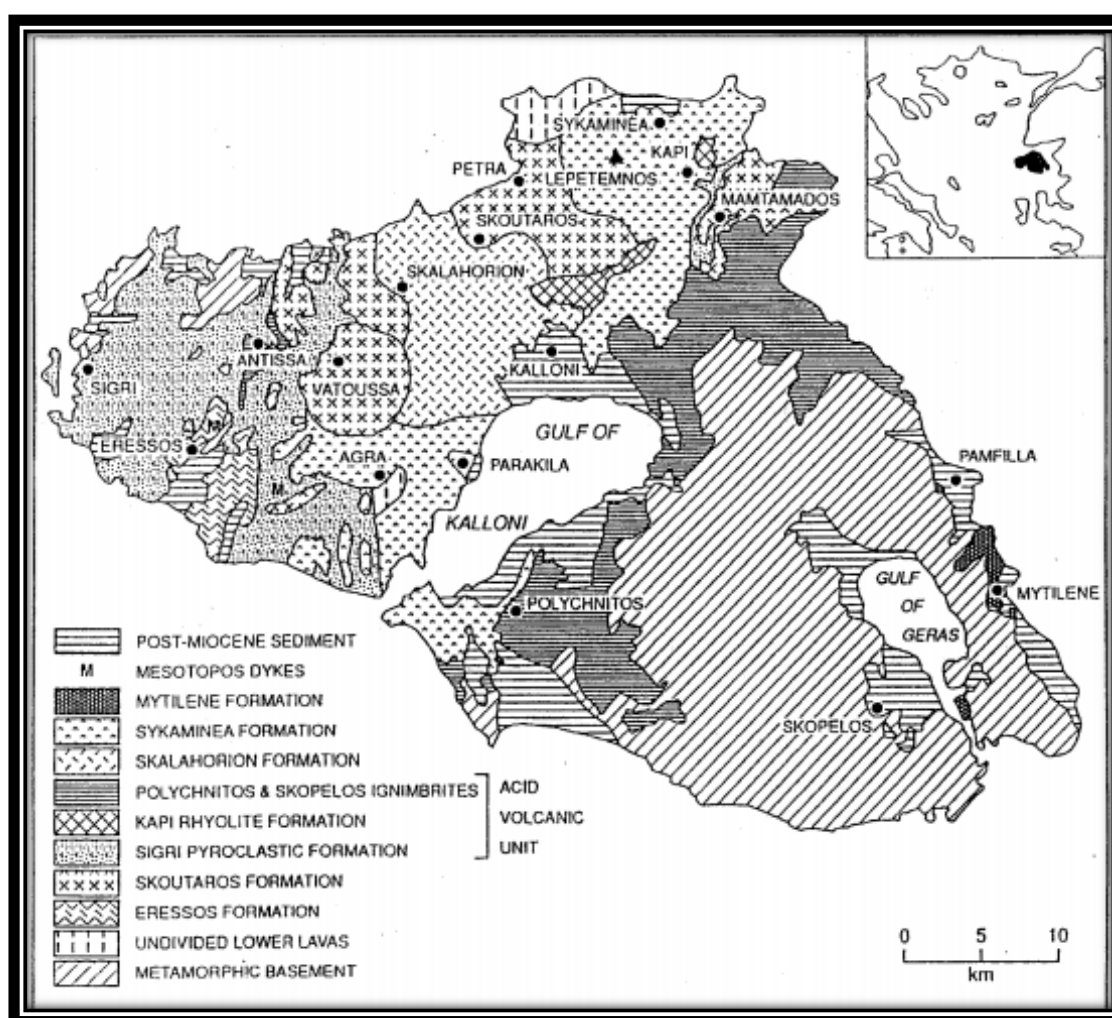 SYKAMINEA
KAPI
PETRA
LEPETEMNOS
MAMTAMADOS
SKOUTAROS
SKALAHORION
ANTISSA
KALLONI
SIGRI
VATOUSSA
GULF OF
ERESSOS
M
AGRA
PARAKILA
PAMFILLA
M
KALLONI
GULF
OF
GERAS
MYTILENE
POLYCHNITOS
SKOPELOS
POST-MIOCENE SEDIMENT
M MESOTOPOS DYKES
MYTILENE FORMATION
SYKAMINEA FORMATION
SKALAHORION FORMATION
POLYCHNITOS & SKOPELOS IGNIMBRITES
KAPI RHYOLITE FORMATION
SIGRI PYROCLASTIC FORMATION
ACID
VOLCANIC
UNIT
SKOUTAROS FORMATION
ERESSOS FORMATION
UNDIVIDED LOWER LAVAS
METAMORPHIC BASEMENT
0 5 10
km